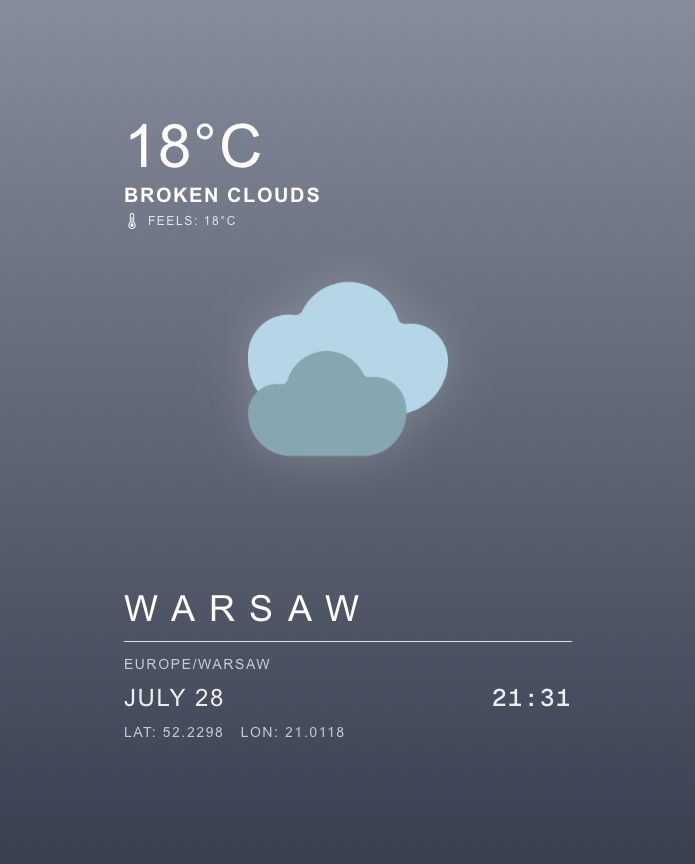 18°C
BROKEN CLOUDS
FEELS: 18°C
WARSAW
EUROPE/WARSAW
JULY 28 21:31
LAT: 52.2298 LON: 21.0118